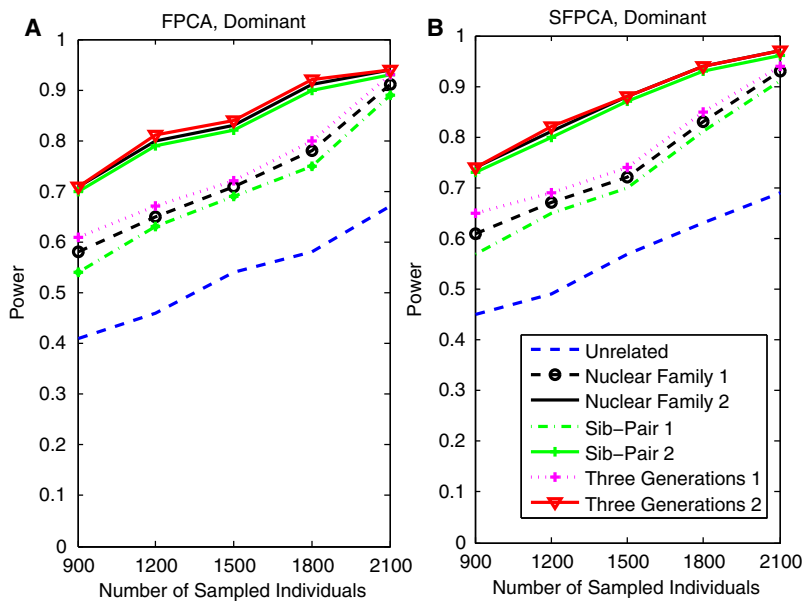 A
FPCA, Dominant
1
0.9
0.8
0.7
0.6
0.5
0.4
0.3
0.2
0.1
0
Power
900 1200 1500 1800 2100
Number of Sampled Individuals
B
SFPCA, Dominant
1
0.9
0.8
0.7
0.6
0.5
0.4
0.3
0.2
0.1
0
Power
Unrelated
Nuclear Family 1
Nuclear Family 2
Sib−Pair 1
Sib−Pair 2
Three Generations 1
Three Generations 2
900 1200 1500 1800 2100
Number of Sampled Individuals